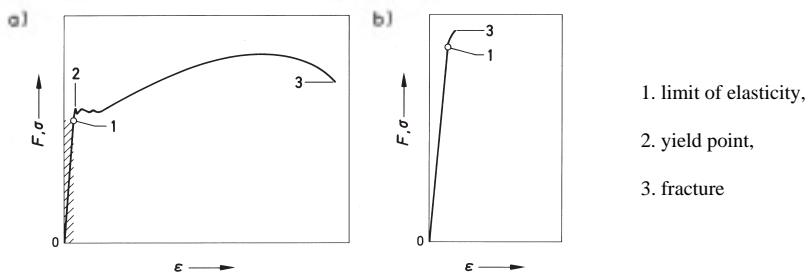 a)
2
3
1
F, σ
0
ε
b)
3
1
F, σ
0
ε
1. limit of elasticity,
2. yield point,
3. fracture